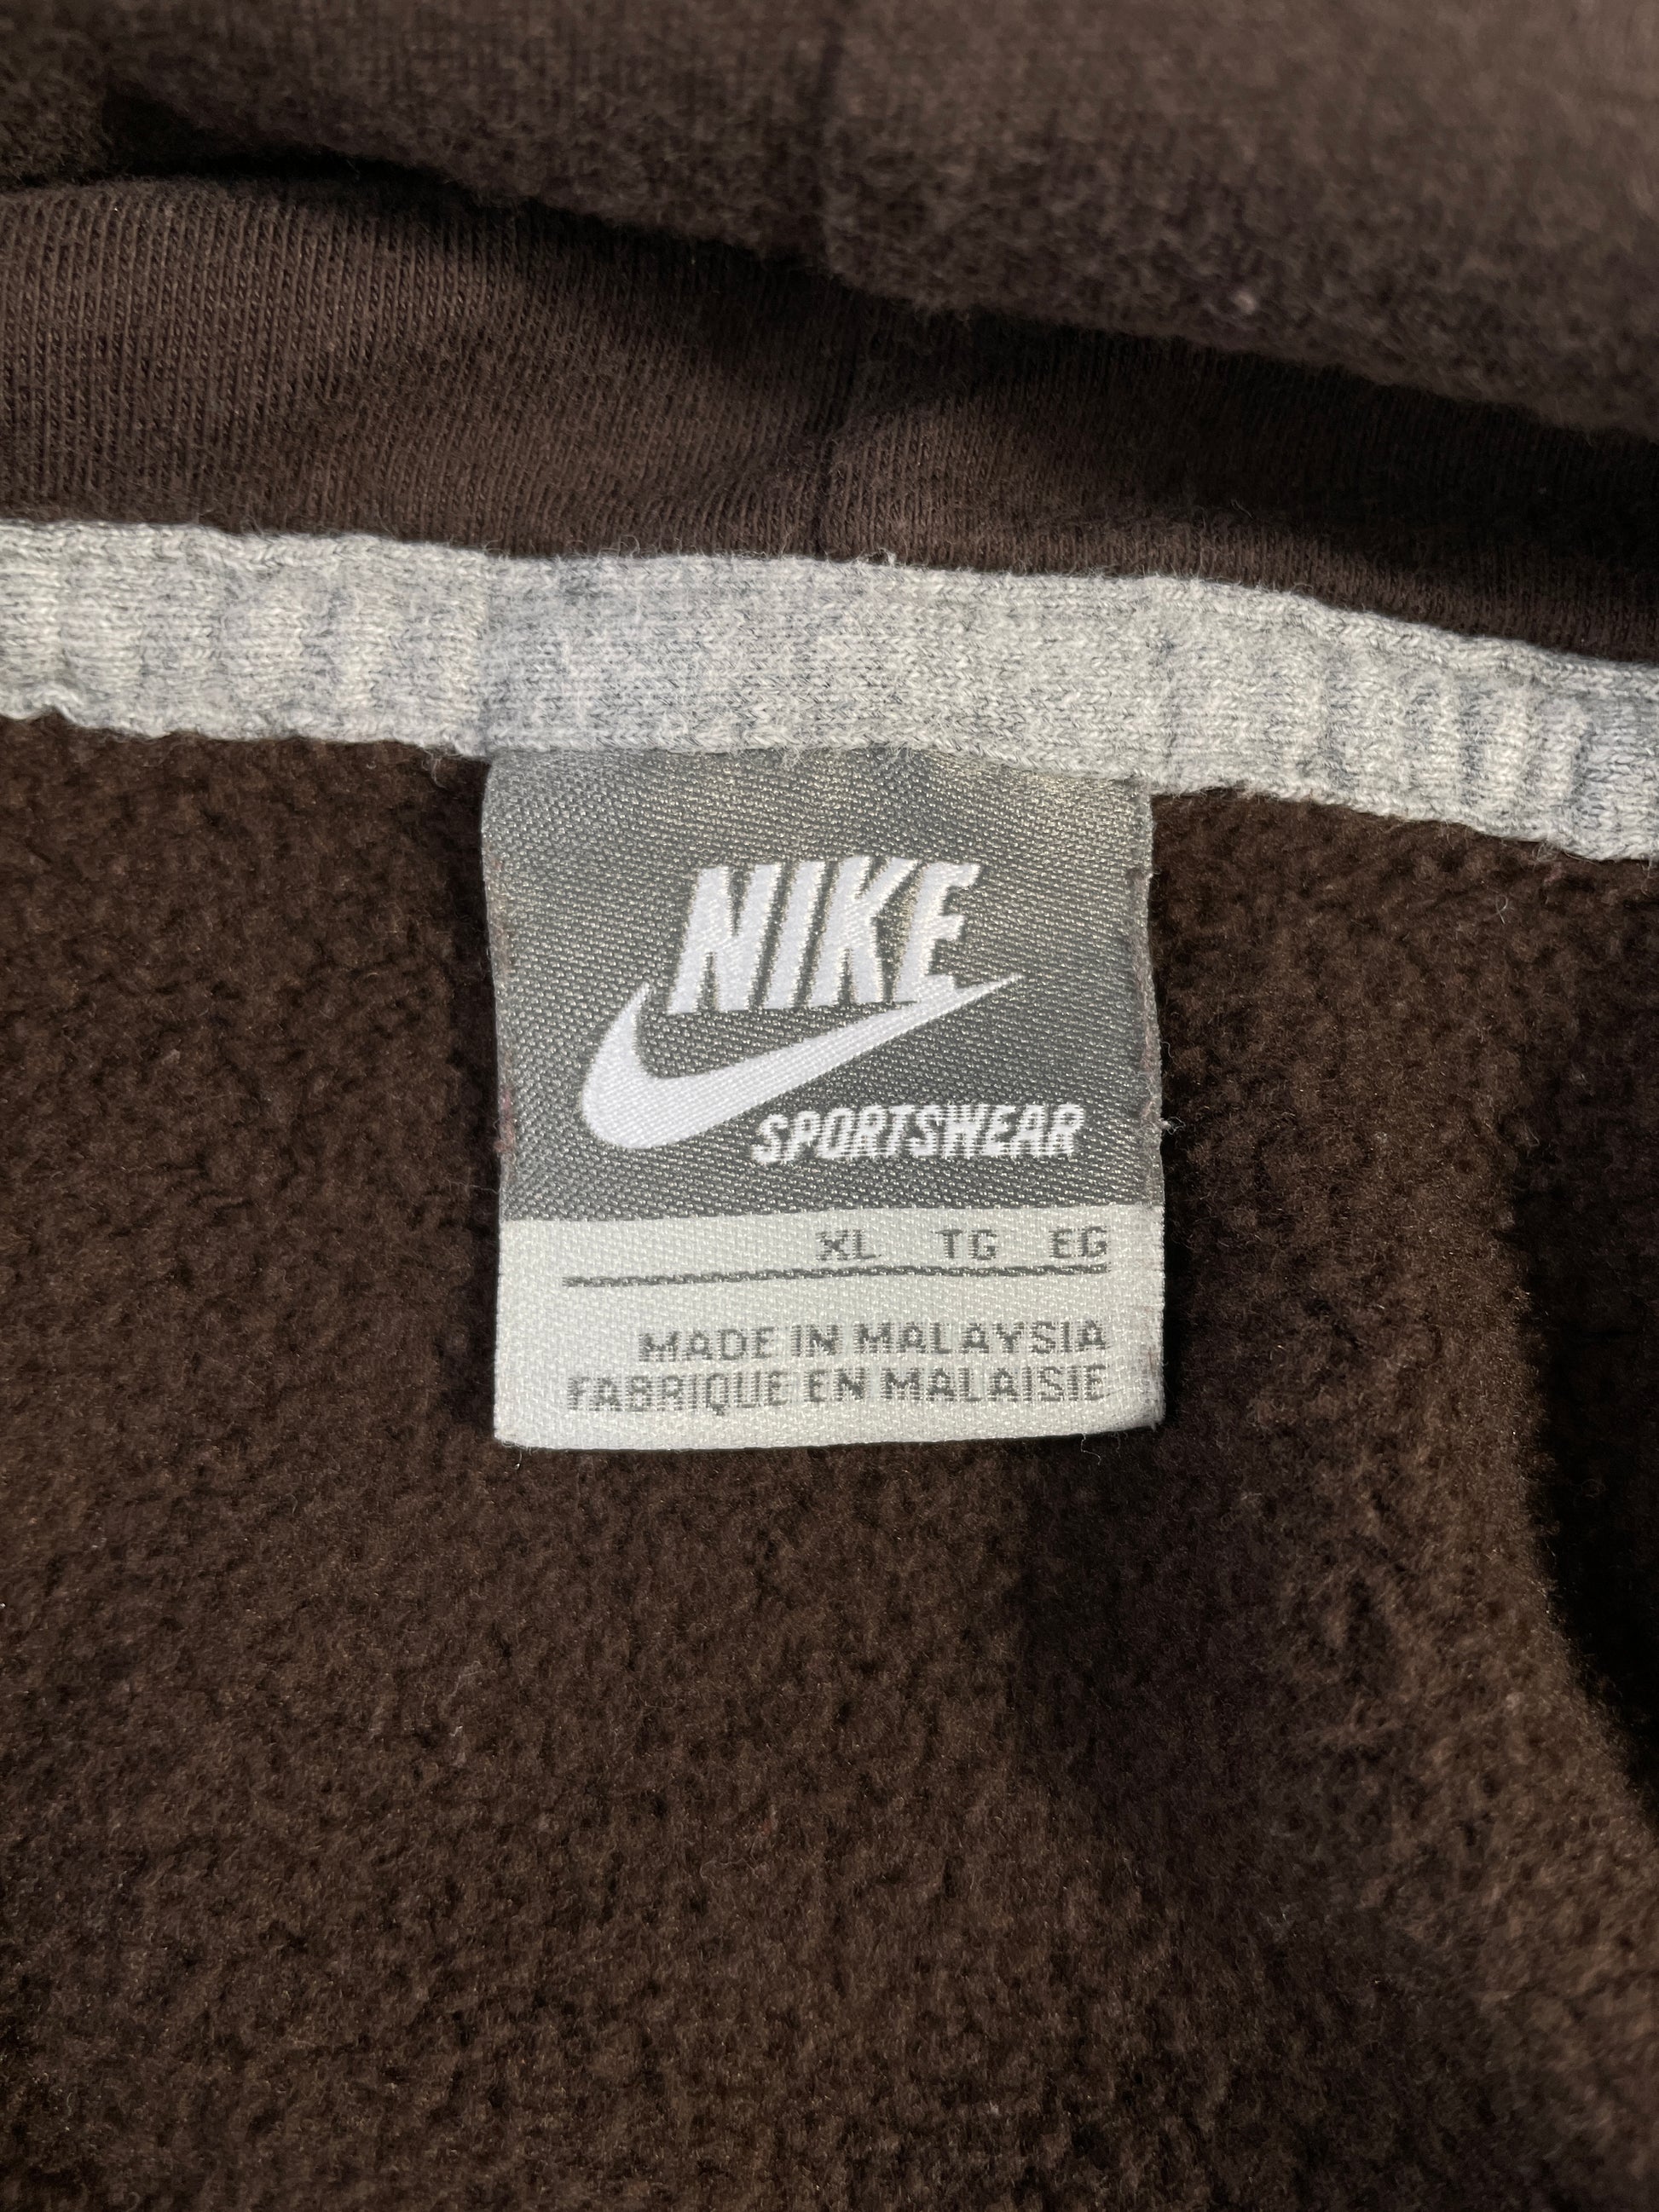 NIKE
SPORTSWEAR
XL TG EG
MADE IN MALAYSIA
FABRIQUE EN MALAISIE